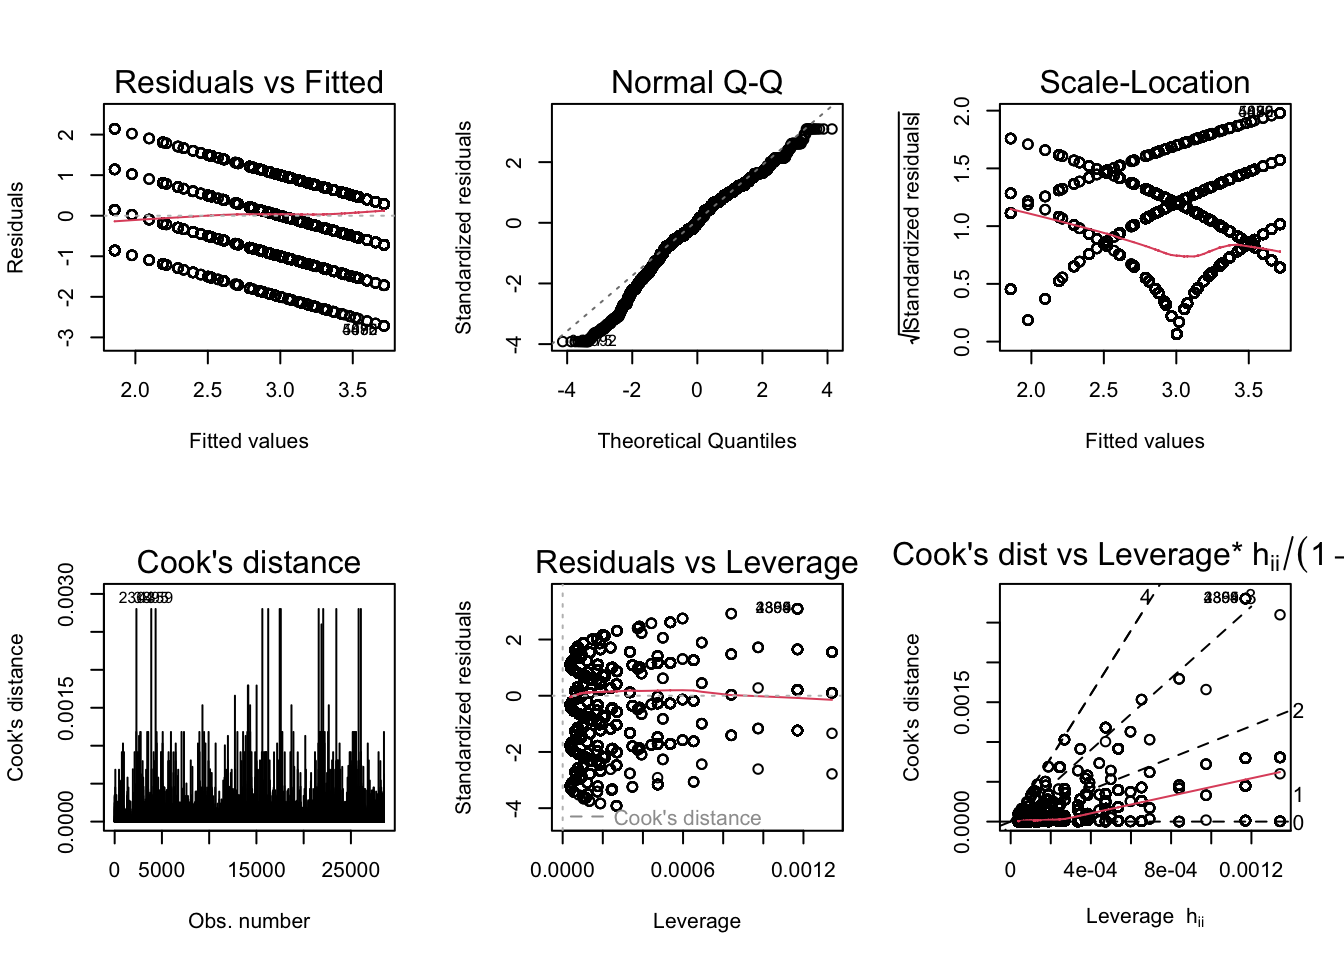 Residuals vs Fitted
Residuals
2
1
0
-1
-2
-3
2.0 2.5 3.0 3.5
Fitted values
Normal Q-Q
Standardized residuals
2
0
-2
-4
-4 -2 0 2 4
Theoretical Quantiles
Scale-Location
√|Standardized residuals|
2.0
1.5
1.0
0.5
0.0
2.0 2.5 3.0 3.5
Fitted values
Cook's distance
Cook's distance
0.0030
0.0015
0.0000
0 5000 15000 25000
Obs. number
Residuals vs Leverage
Standardized residuals
2
0
-2
-4
Cook's distance
0.0000 0.0006 0.0012
Leverage
Cook's dist vs Leverage* hii/(1−
Cook's distance
0.0015
0.0000
4
3
2
1
0
0 4e-04 8e-04 0.0012
Leverage hii